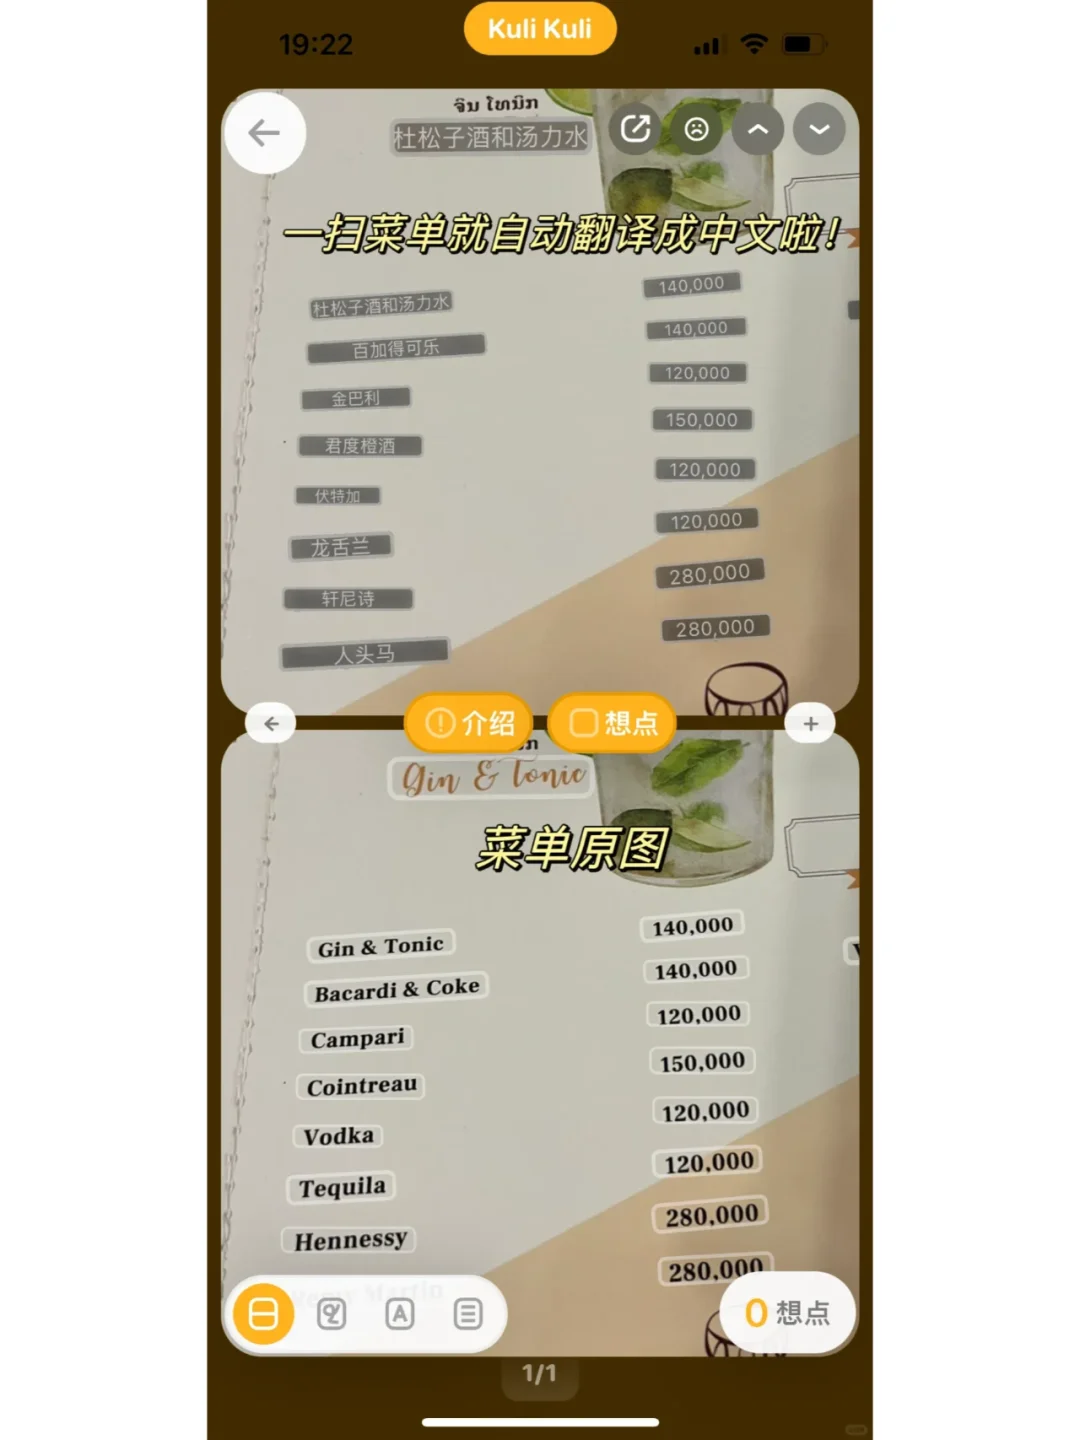 19:22
Kuli Kuli
ຈິນ ໂທນິກ
杜松子酒和汤力水
一扫菜单就自动翻译成中文啦!
杜松子酒和汤力水 140,000
百加得可乐 140,000
金巴利 120,000
君度橙酒 150,000
伏特加 120,000
龙舌兰 120,000
轩尼诗 280,000
人头马 280,000
介绍
想点
Gin & Tonic
菜单原图
Gin & Tonic 140,000
Bacardi & Coke 140,000
Campari 120,000
Cointreau 150,000
Vodka 120,000
Tequila 120,000
Hennessy 280,000
Remy Martin 280,000
0 想点
1/1